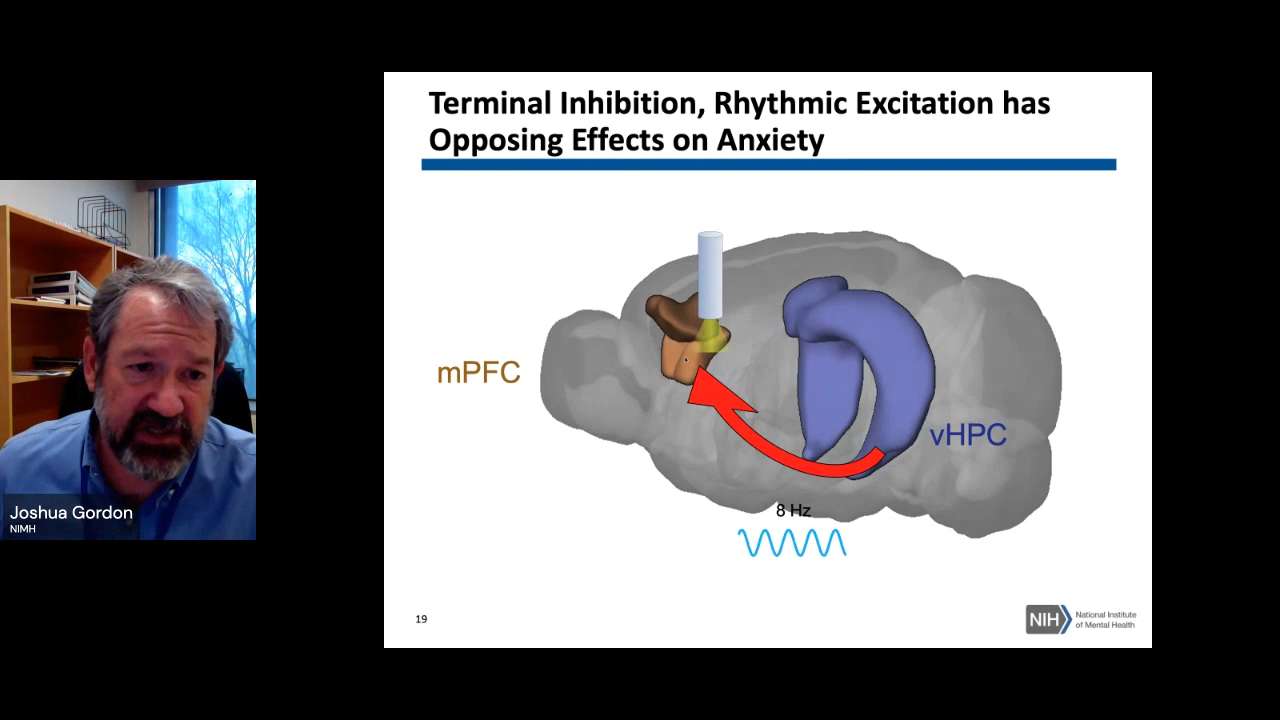 Terminal Inhibition, Rhythmic Excitation has
Opposing Effects on Anxiety
mPFC
vHPC
8 Hz
Joshua Gordon
NIMH
19
NIH
National Institute
of Mental Health